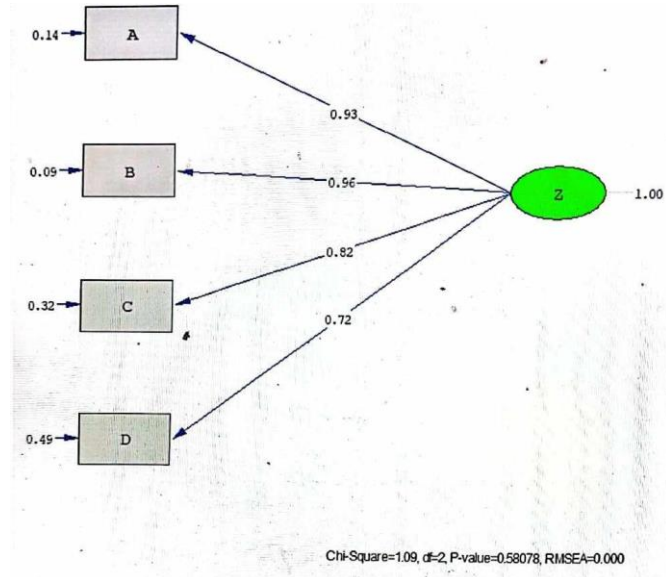 0.14 A
0.93
0.09 B
0.96
Z 1.00
0.82
0.32 C
0.72
0.49 D
Chi-Square=1.09, df=2, P-value=0.58078, RMSEA=0.000